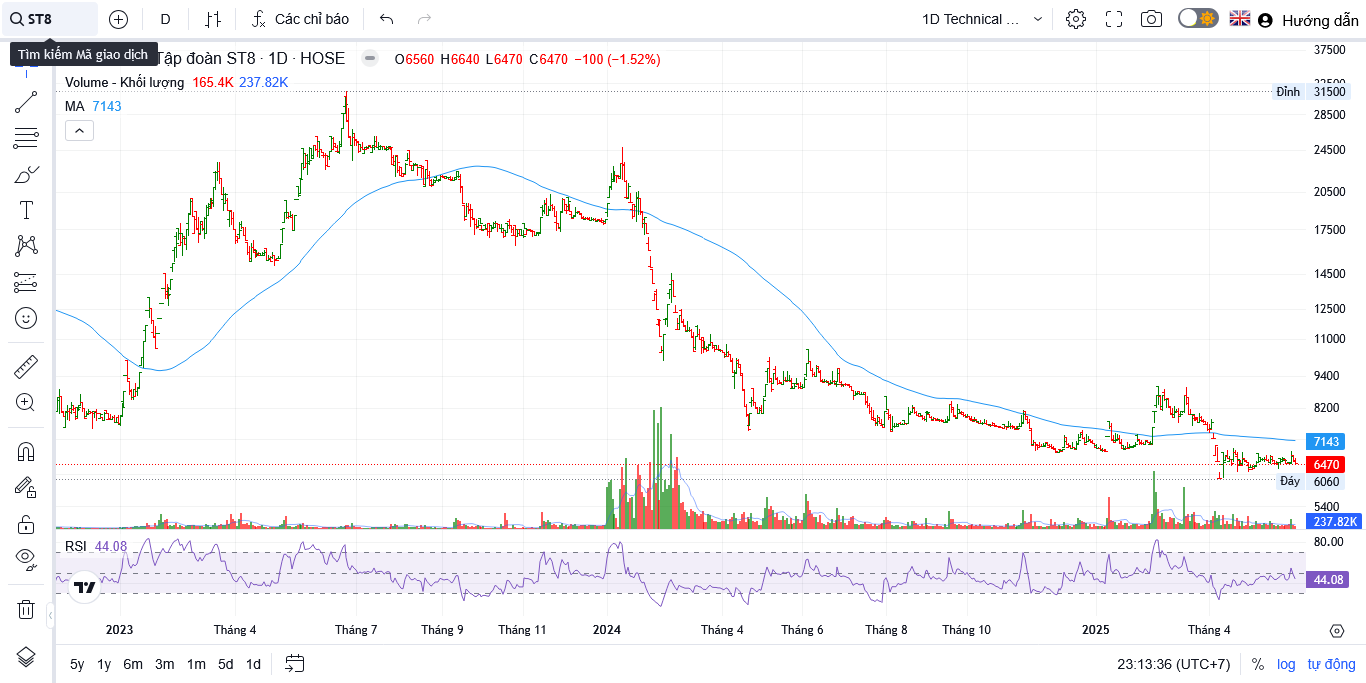 ST8
D
Các chỉ báo
1D Technical ...
Hướng dẫn
Tìm kiếm Mã giao dịch
Tập đoàn ST8 · 1D · HOSE
O6560 H6640 L6470 C6470 −100 (−1.52%)
Volume - Khối lượng 165.4K 237.82K
MA 7143
37500
32500
Đỉnh 31500
28500
24500
20500
17500
14500
12500
11000
9400
8200
7143
6470
Đáy 6060
5400
237.82K
RSI 44.08
80.00
44.08
2023 Tháng 4 Tháng 7 Tháng 9 Tháng 11 2024 Tháng 4 Tháng 6 Tháng 8 Tháng 10 2025 Tháng 4
5y 1y 6m 3m 1m 5d 1d
23:13:36 (UTC+7) % log tự động